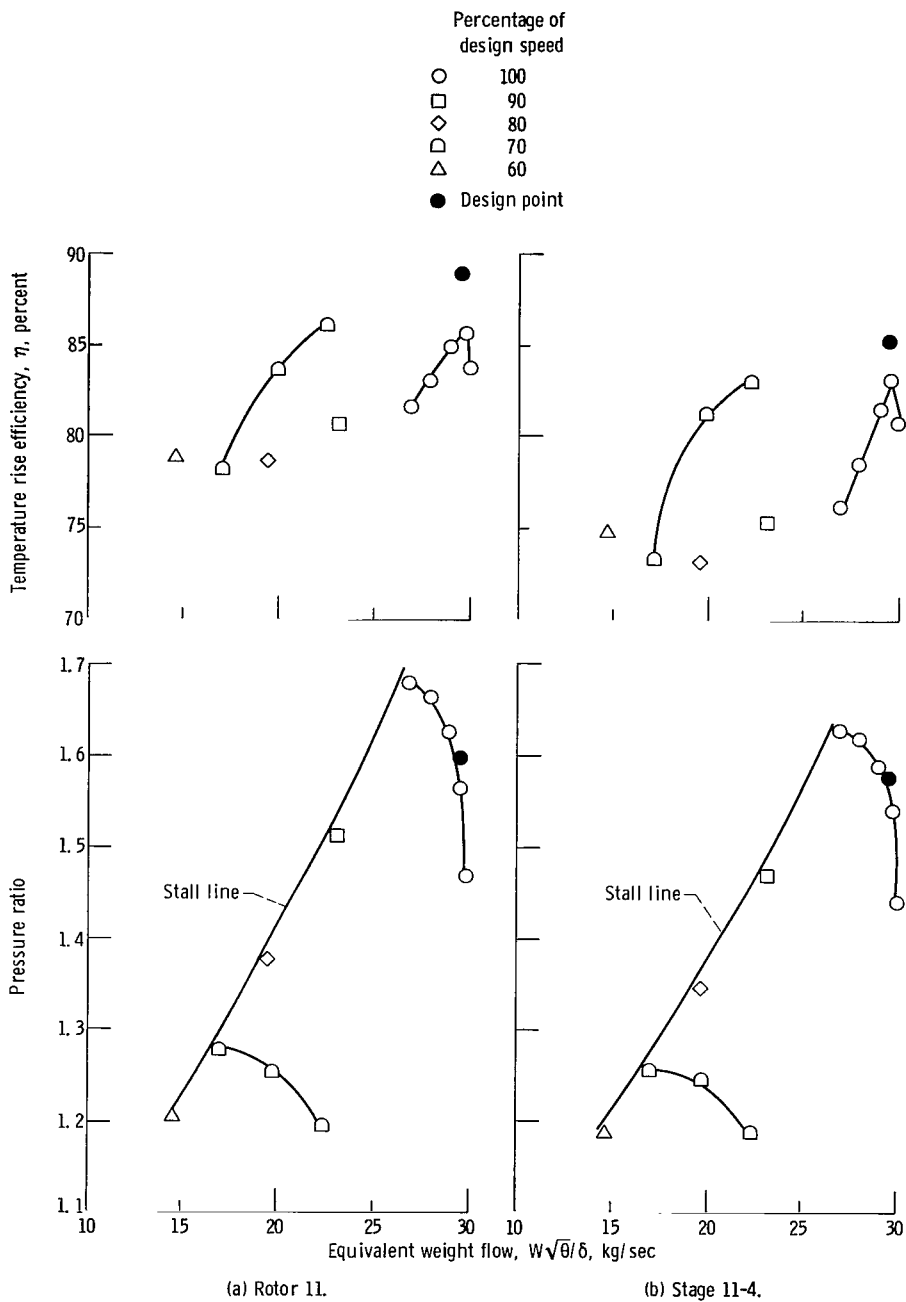 Percentage of
design speed
100
90
80
70
60
Design point
90
85
80
75
70
Temperature rise efficiency, η, percent
1.7
1.6
1.5
1.4
1.3
1.2
1.1
Pressure ratio
Stall line
Stall line
10 15 20 25 30 10 15 20 25 30
Equivalent weight flow, W√θ/δ, kg/sec
(a) Rotor 11.
(b) Stage 11-4.